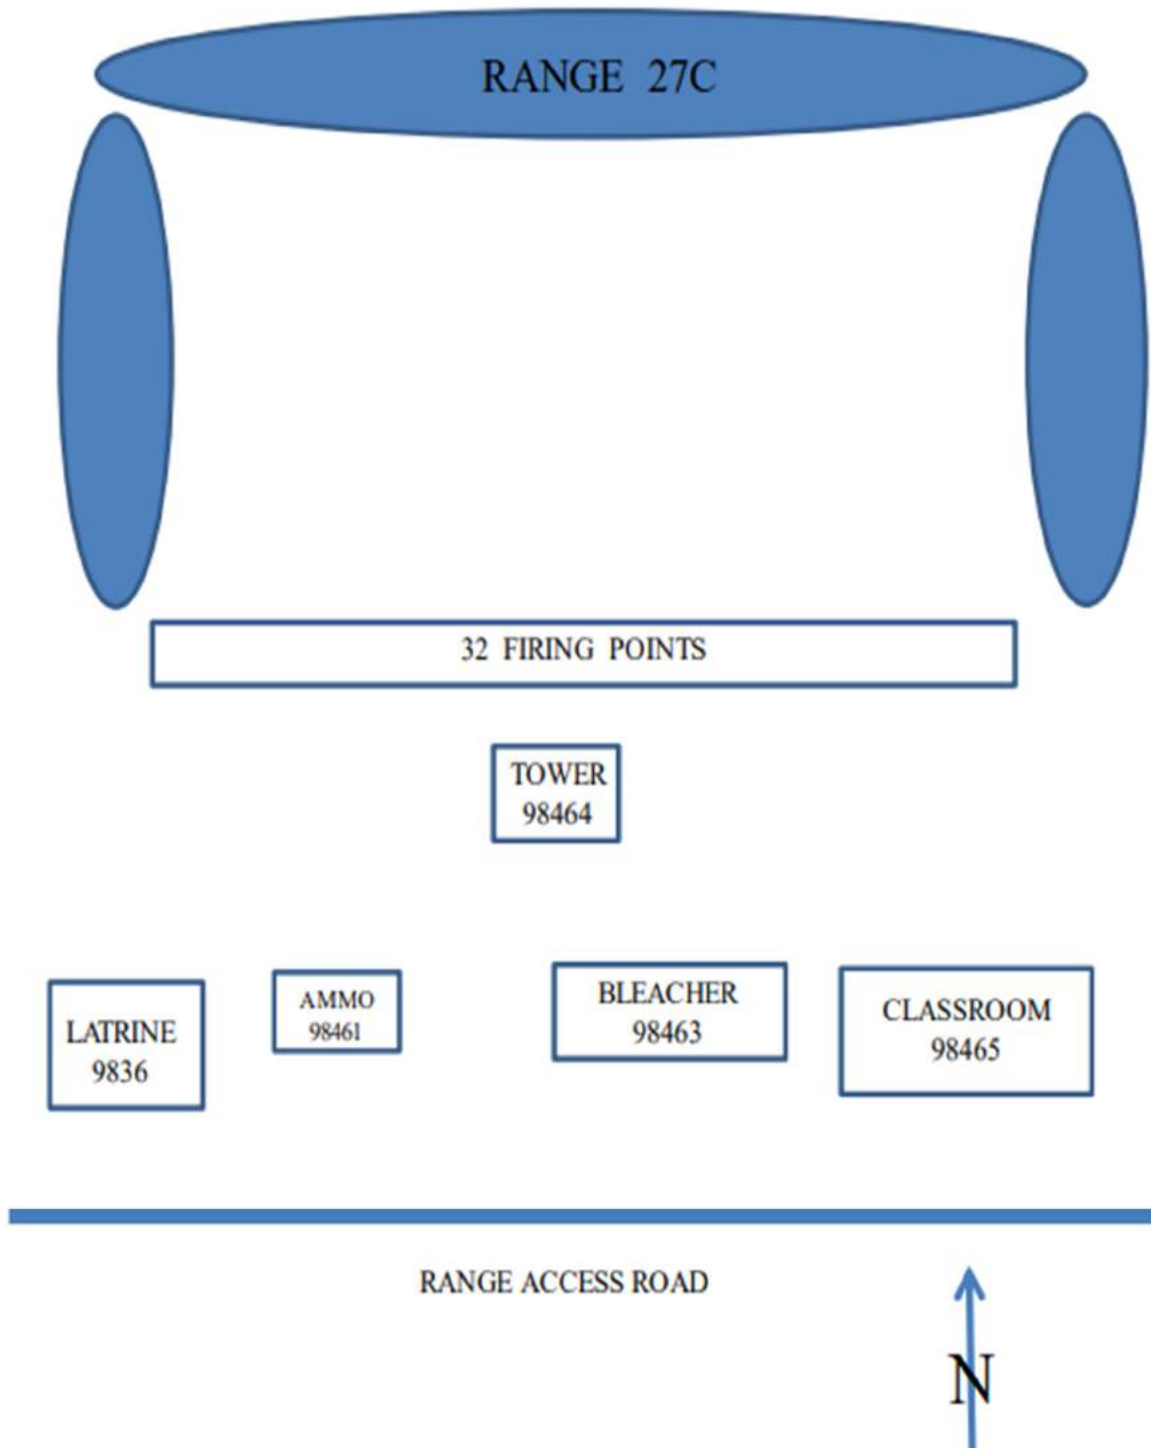 RANGE 27C
32 FIRING POINTS
TOWER
98464
LATRINE
9836
AMMO
98461
BLEACHER
98463
CLASSROOM
98465
RANGE ACCESS ROAD
N